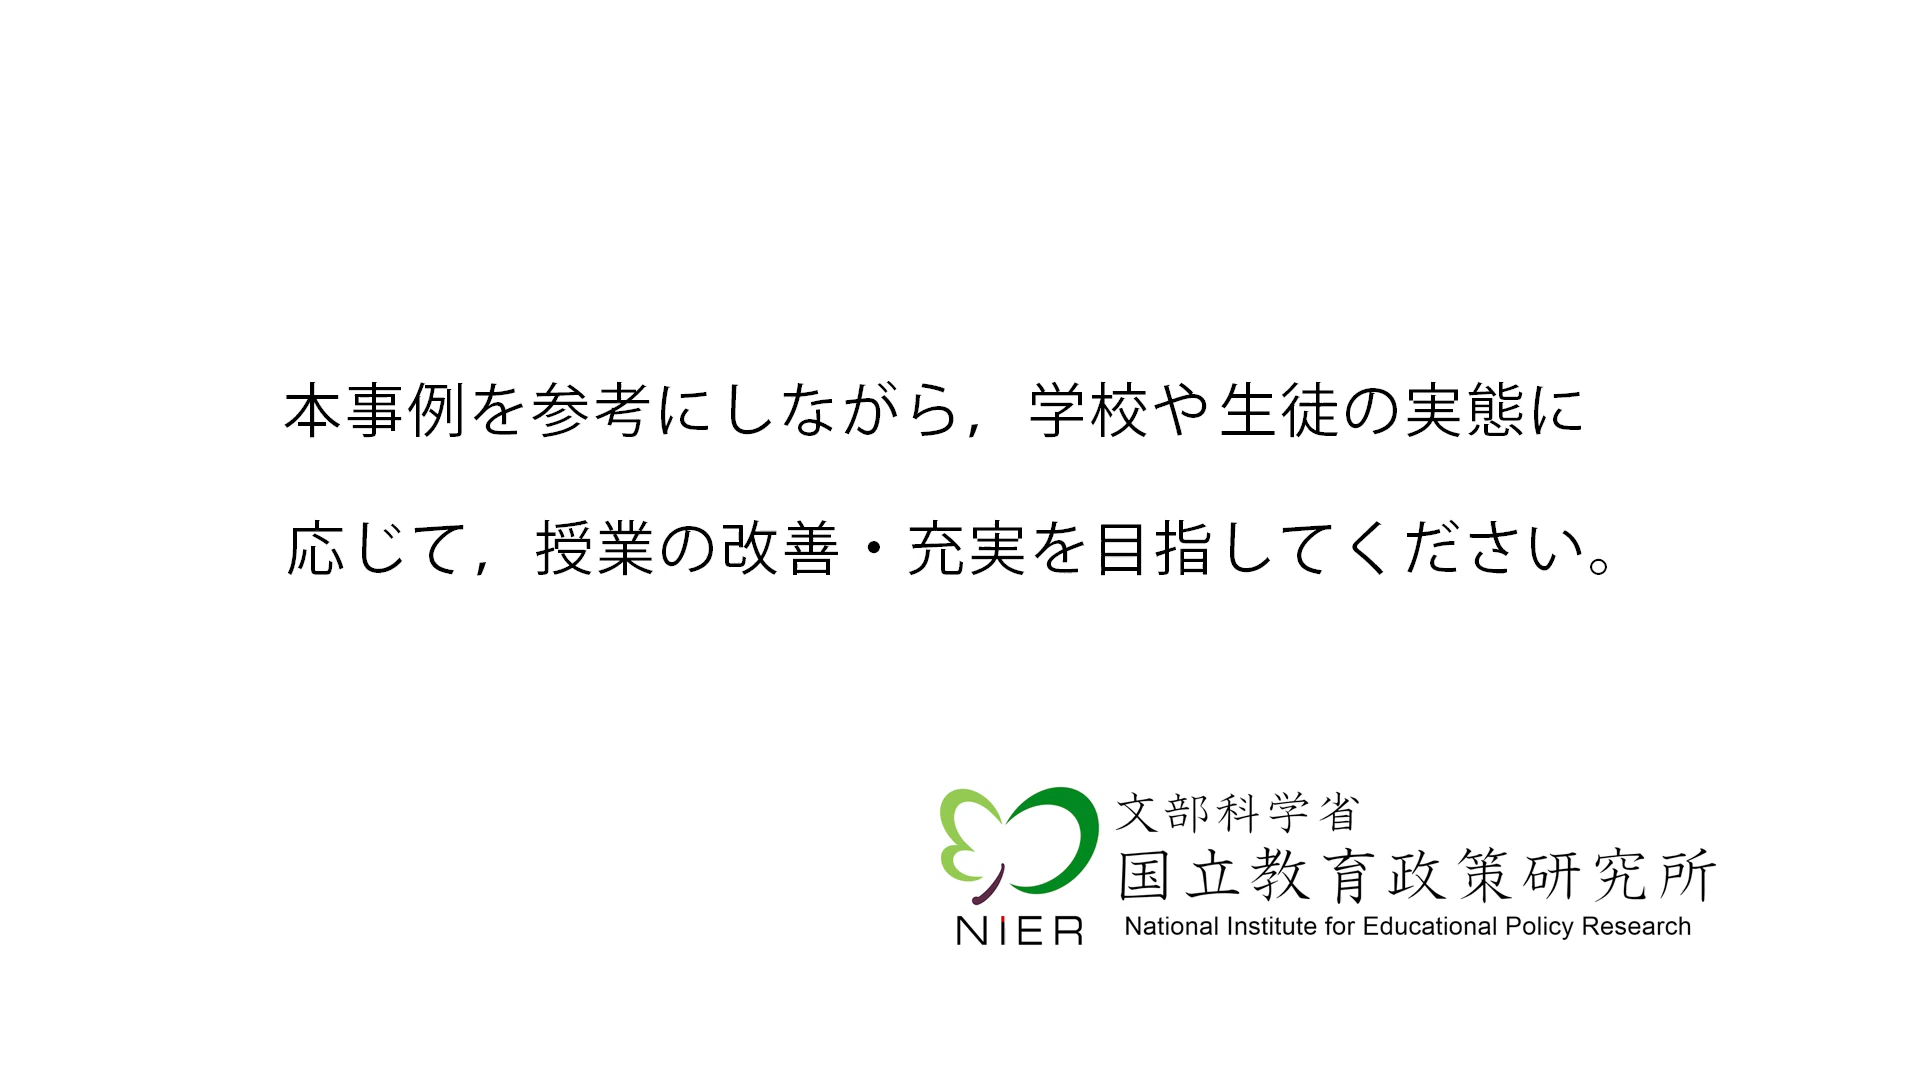 本事例を参考にしながら，学校や生徒の実態に
応じて，授業の改善・充実を目指してください。
文部科学省
国立教育政策研究所
NIER
National Institute for Educational Policy Research